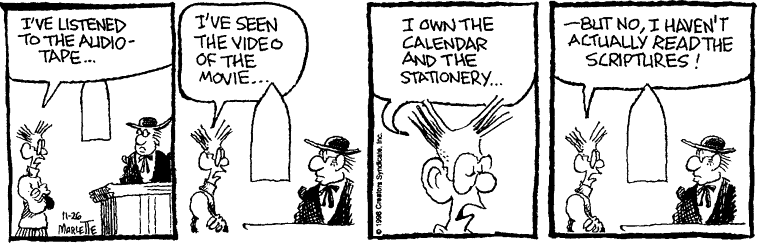 I'VE LISTENED
TO THE AUDIO-
TAPE...
11-26
MARLETTE
I'VE SEEN
THE VIDEO
OF THE
MOVIE...
I OWN THE
CALENDAR
AND THE
STATIONERY...
© 1998 Creators Syndicate, Inc.
—BUT NO, I HAVEN'T
ACTUALLY READ THE
SCRIPTURES!